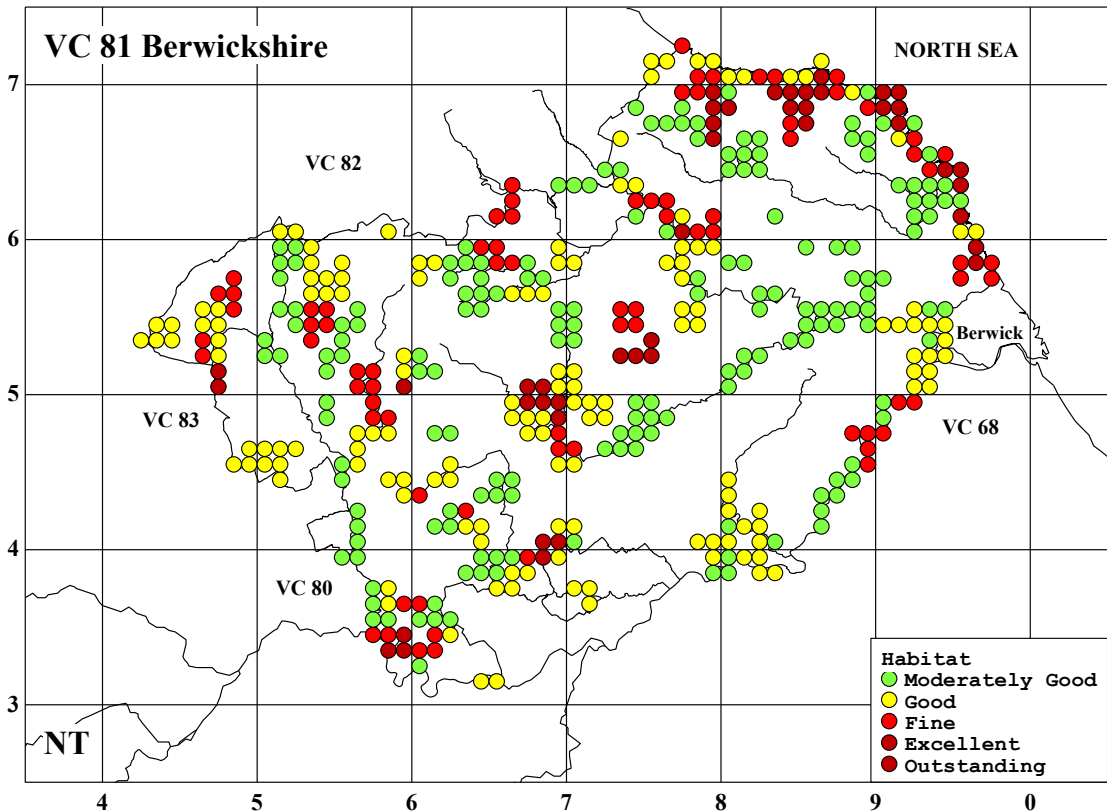 VC 81 Berwickshire
NORTH SEA
7
VC 82
6
Berwick
5
VC 83
VC 68
4
VC 80
Habitat
Moderately Good
Good
Fine
Excellent
Outstanding
3
NT
4 5 6 7 8 9 0